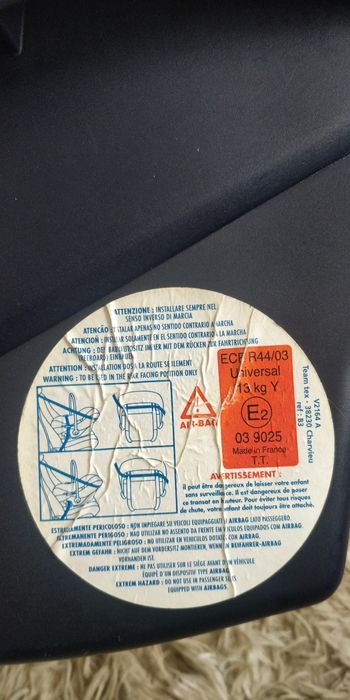 ATTENZIONE : INSTALLARE SEMPRE NEL
SENSO INVERSO DI MARCIA
ATENCÃO : INSTALAR APENAS NO SENTIDO CONTRARIO A MARCHA
ATENCION : INSTALAR SOLAMENTE EN SENTIDO CONTRARIO A LA MARCHA
ACHTUNG : DEN BABYAUTOSITZ IMMER MIT DEM RÜCKEN ZUR FAHRTRICHTUNG
(REEBOARD) EINBAUEN
ATTENTION : INSTALLATION DOS A LA ROUTE SEULEMENT
WARNING : TO BE USED IN THE REAR FACING POSITION ONLY
AIR-BAG
ECE R44/03
Universal
13 kg Y
E2
03 9025
Made in France
T.T.
V2164 A
Team tex - 38230 Charvieu
ref : 83
AVERTISSEMENT :
Il peut être dangereux de laisser votre enfant
sans surveillance. Il est dangereux de poser
ce transat en hauteur. Pour éviter tous risques
de chute, votre enfant doit toujours être attaché.
ESTREMAMENTE PERICOLOSO : NON IMPIEGARE SU VEICOLI EQUIPAGGIATI DI AIRBAG LATO PASSEGGERO.
EXTREMAMENTE PERIGOSO : NAO UTILIZAR NO ASSENTO DA FRENTE EM VEICULOS EQUIPADOS COM AIRBAG.
EXTREMADAMENTE PELIGROSO : NO UTILIZAR EN VEHICULOS DOTADOS, CON AIRBAG.
EXTREM GEFAHR : NICHT AUF DEM VORDERSITZ MONTIEREN, WENN EIN BEIFAHRER-AIRBAG
VORHANDEN IST.
DANGER EXTREME : NE PAS UTILISER SUR LE SIÈGE AVANT D'UN VÉHICULE
ÉQUIPÉ D'UN DISPOSITIF TYPE AIRBAG.
EXTREM HAZARD : DO NOT USE IN PASSENGER SEATS
EQUIPPED WITH AIRBAGS.